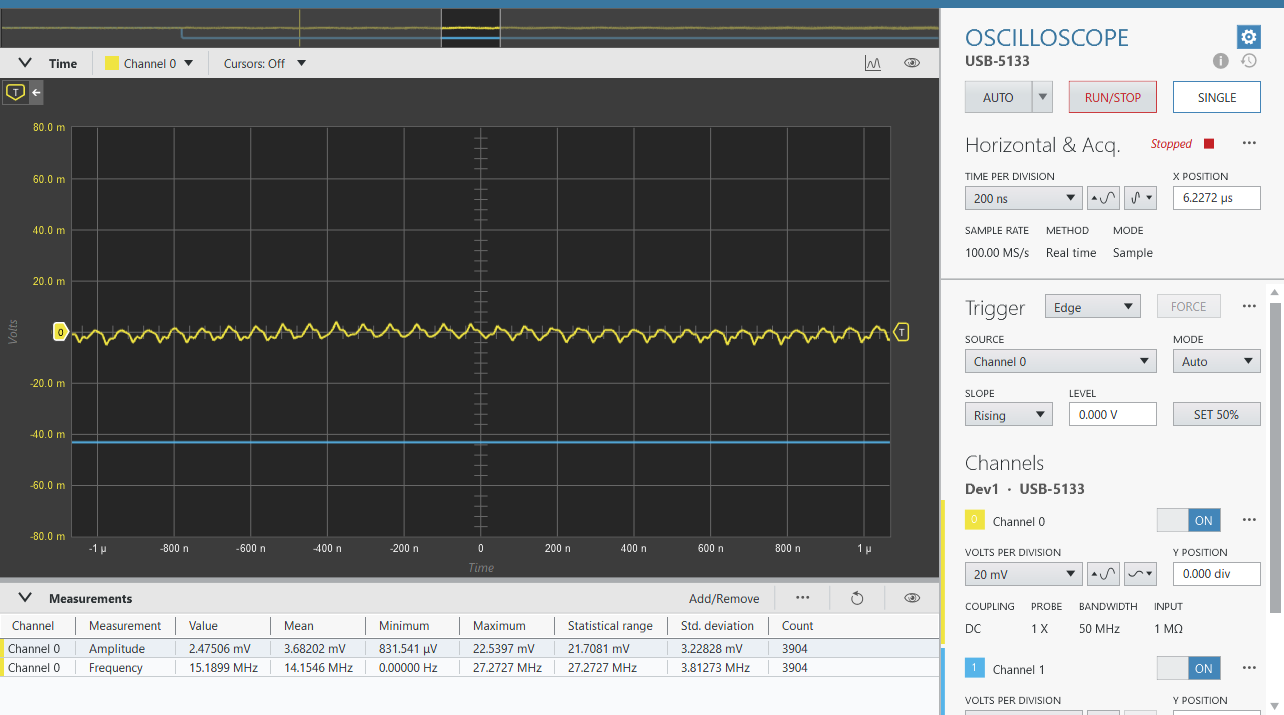 Time
Channel 0
Cursors: Off
T
80.0 m
60.0 m
40.0 m
20.0 m
0
-20.0 m
-40.0 m
-60.0 m
-80.0 m
Volts
T
-1 µ
-800 n
-600 n
-400 n
-200 n
0
200 n
400 n
600 n
800 n
1 µ
Time
Measurements
Add/Remove
Channel Measurement Value Mean Minimum Maximum Statistical range Std. deviation Count
Channel 0 Amplitude 2.47506 mV 3.68202 mV 831.541 µV 22.5397 mV 21.7081 mV 3.22828 mV 3904
Channel 0 Frequency 15.1899 MHz 14.1546 MHz 0.00000 Hz 27.2727 MHz 27.2727 MHz 3.81273 MHz 3904
OSCILLOSCOPE
USB-5133
AUTO
RUN/STOP
SINGLE
Horizontal & Acq.
Stopped
TIME PER DIVISION
X POSITION
200 ns
6.2272 µs
SAMPLE RATE METHOD MODE
100.00 MS/s Real time Sample
Trigger
Edge
FORCE
SOURCE
MODE
Channel 0
Auto
SLOPE
LEVEL
Rising
0.000 V
SET 50%
Channels
Dev1 · USB-5133
0
Channel 0
ON
VOLTS PER DIVISION
Y POSITION
20 mV
0.000 div
COUPLING PROBE BANDWIDTH INPUT
DC 1 X 50 MHz 1 MΩ
1
Channel 1
ON
VOLTS PER DIVISION
Y POSITION